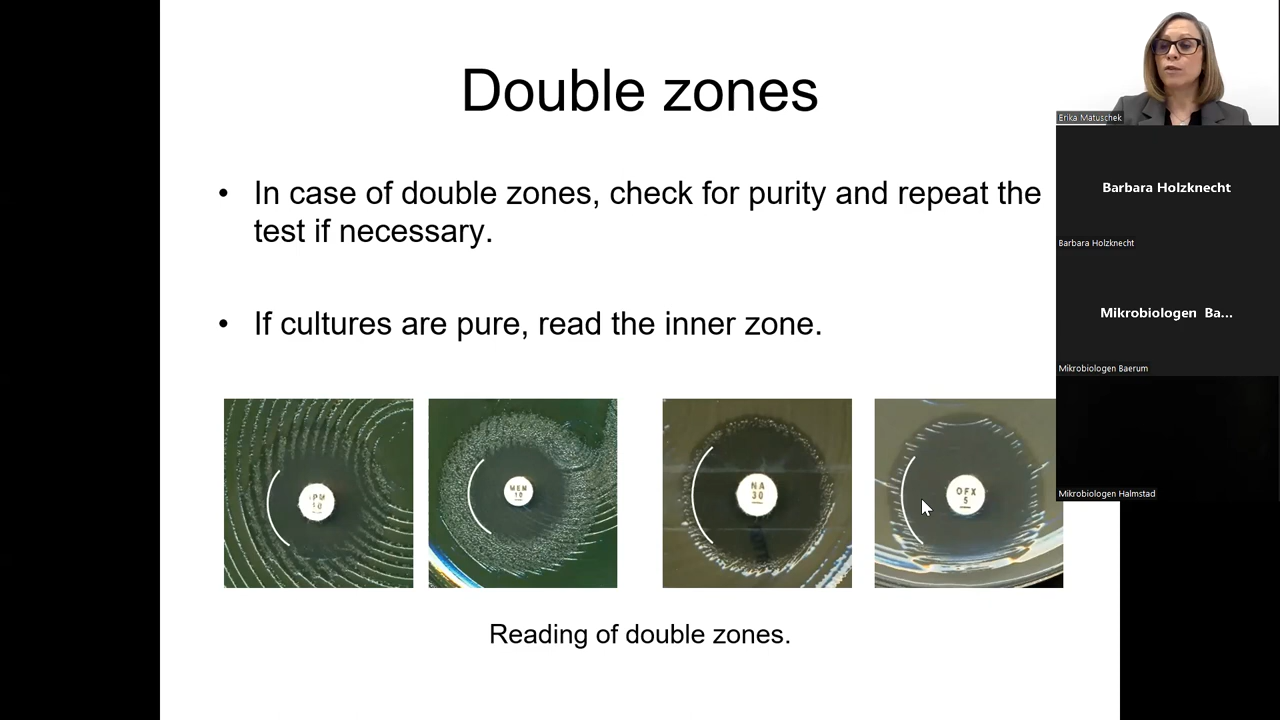 Double zones
Erika Matuschek
• In case of double zones, check for purity and repeat the
test if necessary.
Barbara Holzknecht
Barbara Holzknecht
• If cultures are pure, read the inner zone.
Mikrobiologen Ba...
Mikrobiologen Baerum
MEM
10
NA
30
OFX
5
Mikrobiologen Halmstad
Reading of double zones.